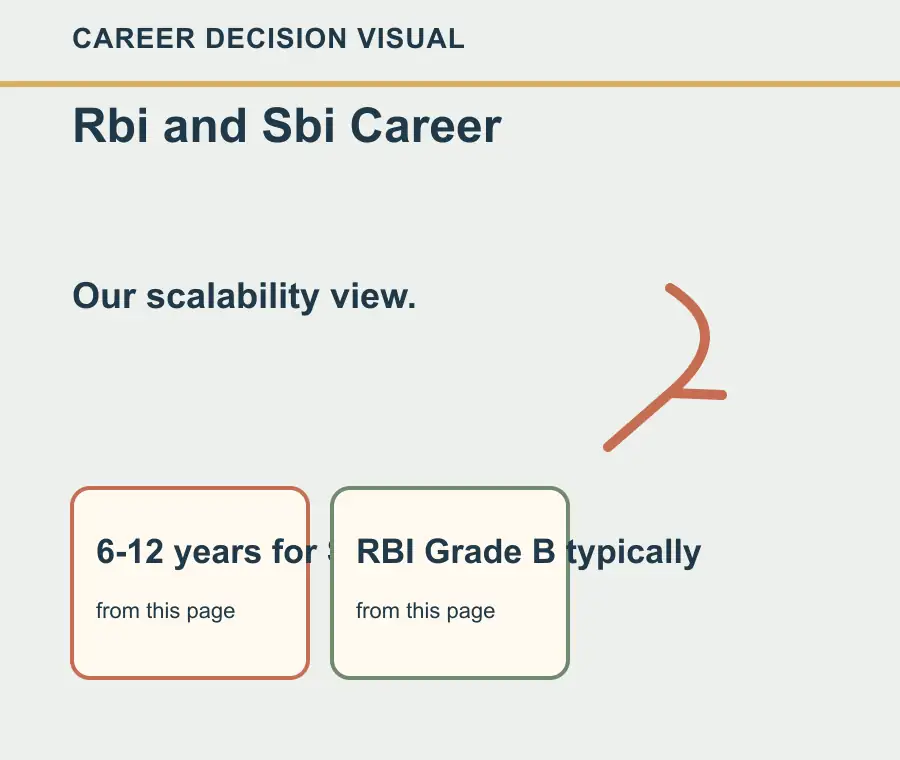 CAREER DECISION VISUAL
Rbi and Sbi Career
Our scalability view.
6-12 years for
RBI Grade B typically
from this page
from this page